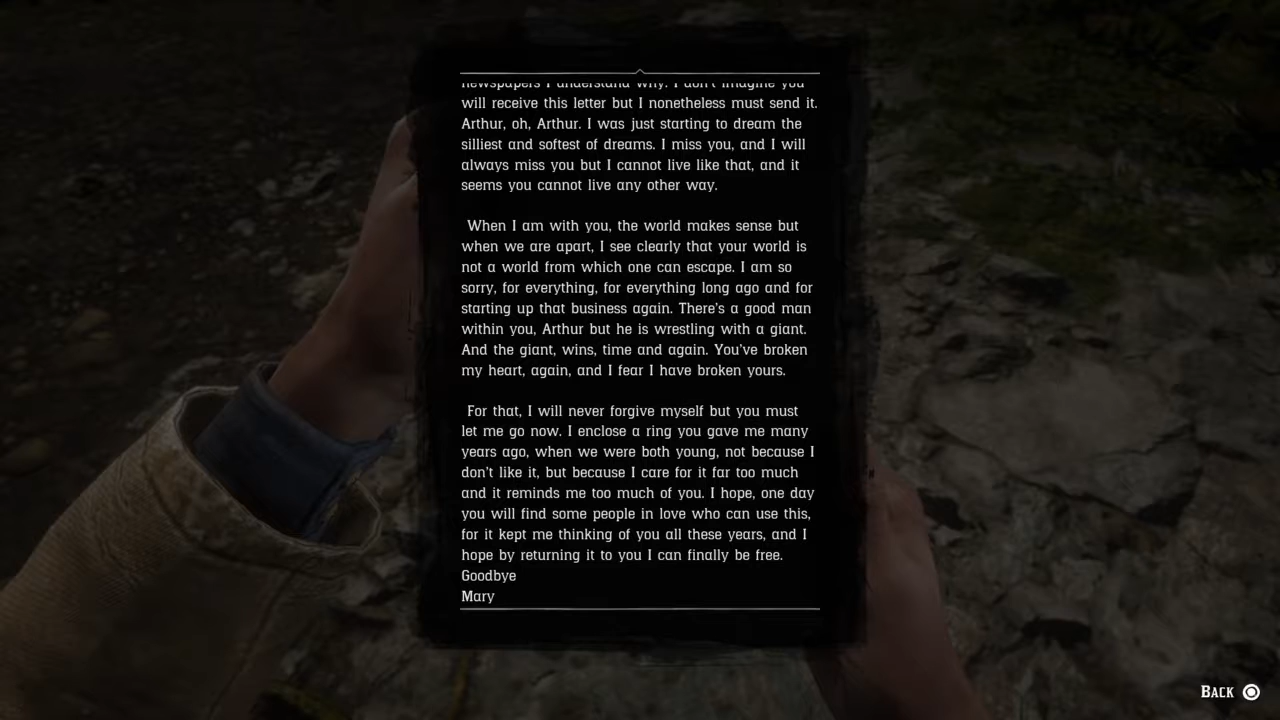 newspapers I understand why. I don't imagine you
will receive this letter but I nonetheless must send it.
Arthur, oh, Arthur. I was just starting to dream the
silliest and softest of dreams. I miss you, and I will
always miss you but I cannot live like that, and it
seems you cannot live any other way.
When I am with you, the world makes sense but
when we are apart, I see clearly that your world is
not a world from which one can escape. I am so
sorry, for everything, for everything long ago and for
starting up that business again. There's a good man
within you, Arthur but he is wrestling with a giant.
And the giant, wins, time and again. You've broken
my heart, again, and I fear I have broken yours.
For that, I will never forgive myself but you must
let me go now. I enclose a ring you gave me many
years ago, when we were both young, not because I
don't like it, but because I care for it far too much
and it reminds me too much of you. I hope, one day
you will find some people in love who can use this,
for it kept me thinking of you all these years, and I
hope by returning it to you I can finally be free.
Goodbye
Mary
BACK